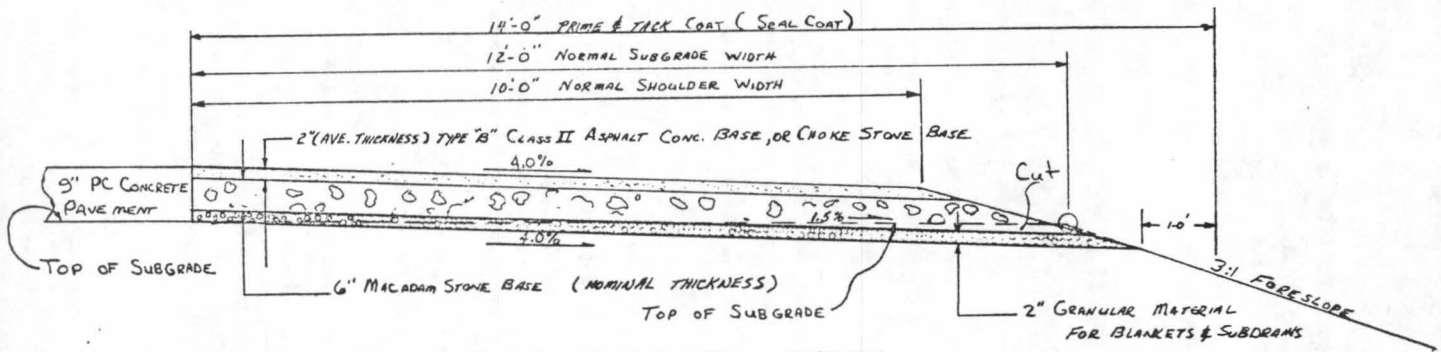 14'-0" PRIME & TACK COAT ( SEAL COAT)
12'-0" NORMAL SUBGRADE WIDTH
10'-0" NORMAL SHOULDER WIDTH
2"(AVE. THICKNESS) TYPE "B" CLASS II ASPHALT CONC. BASE, OR CHOKE STONE BASE
4.0%
Cut
9" PC CONCRETE
PAVEMENT
1.5%
1.0'
4.0%
TOP OF SUBGRADE
3:1 FORESLOPE
6" MACADAM STONE BASE (NOMINAL THICKNESS)
TOP OF SUBGRADE
2" GRANULAR MATERIAL
FOR BLANKETS & SUBDRAINS